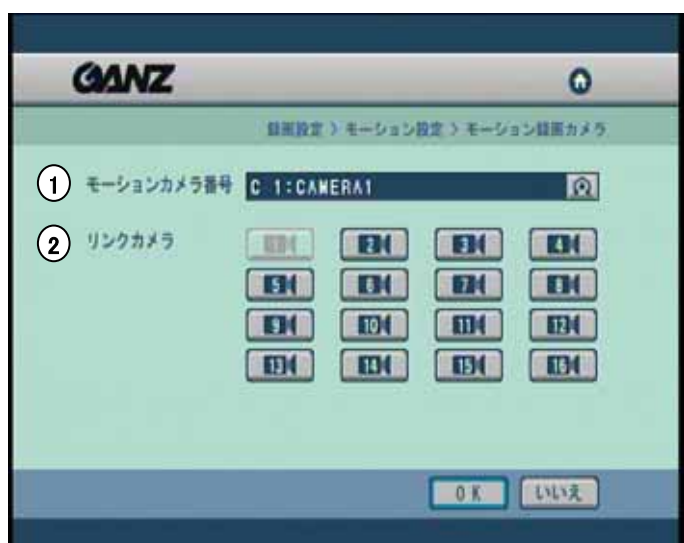 GANZ
録画設定 > モーション設定 > モーション録画カメラ
1 モーションカメラ番号 C 1:CAMERA1
2 リンクカメラ 1 2 3 4
5 6 7 8
9 10 11 12
13 14 15 16
OK いいえ